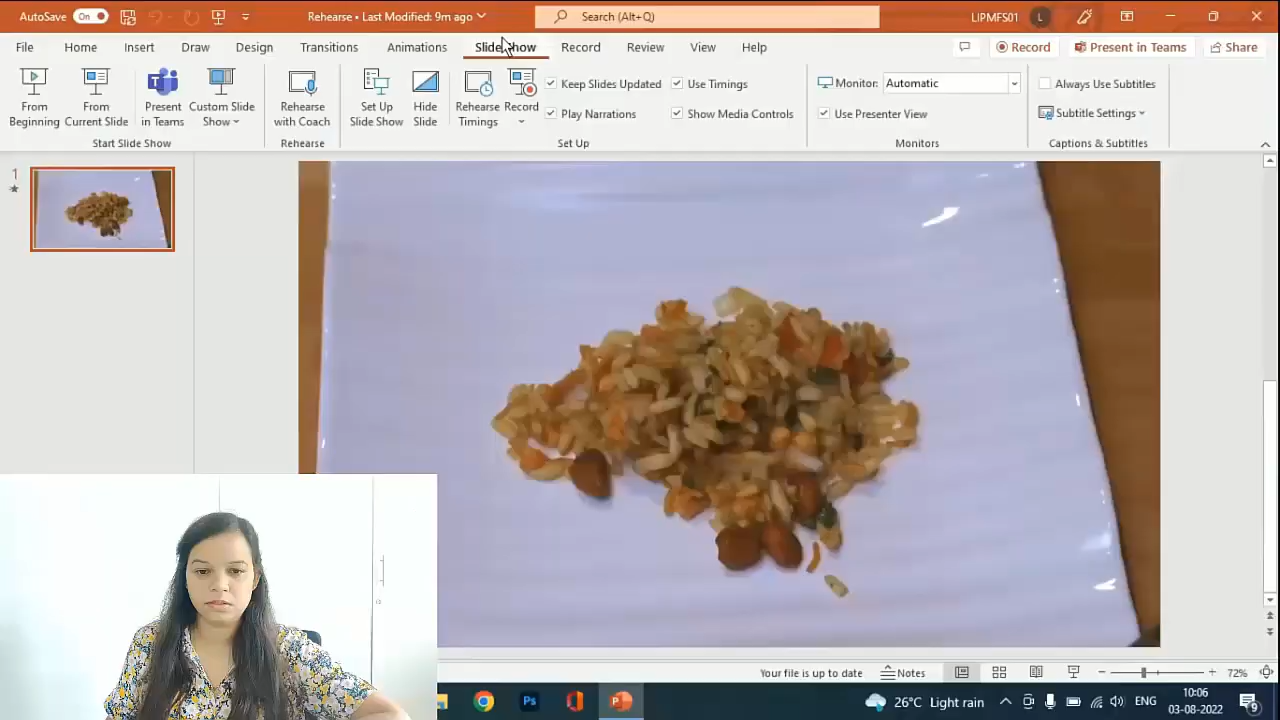 AutoSave On Rehearse • Last Modified: 9m ago Search (Alt+Q) LIPMFS01 L
File Home Insert Draw Design Transitions Animations Slide Show Record Review View Help Record Present in Teams Share
From Beginning
From Current Slide
Present in Teams
Custom Slide Show
Rehearse with Coach
Set Up Slide Show
Hide Slide
Rehearse Timings
Record
Keep Slides Updated
Play Narrations
Use Timings
Show Media Controls
Monitor: Automatic
Use Presenter View
Always Use Subtitles
Subtitle Settings
Start Slide Show Rehearse Set Up Monitors Captions & Subtitles
1
Your file is up to date Notes 72%
Ps 26°C Light rain ENG 10:06
03-08-2022
9